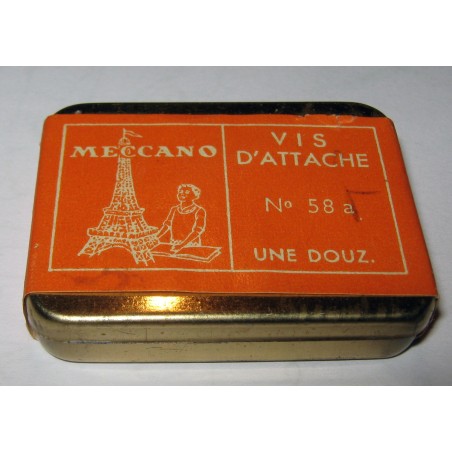 MECCANO
VIS
D'ATTACHE
Nº 58 a.
UNE DOUZ.